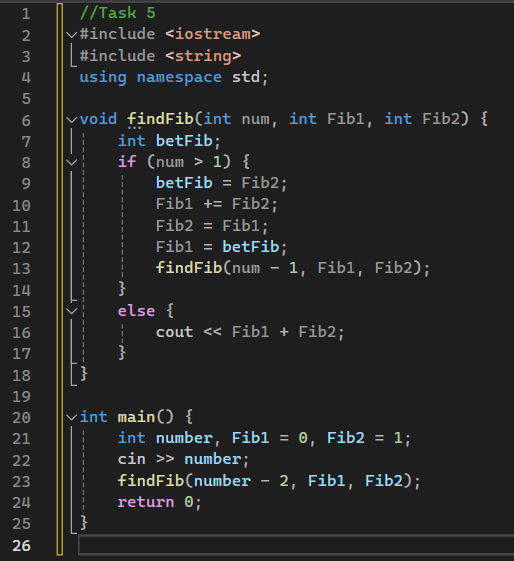 1 //Task 5
2 #include <iostream>
3 #include <string>
4 using namespace std;
5
6 void findFib(int num, int Fib1, int Fib2) {
7 int betFib;
8 if (num > 1) {
9 betFib = Fib2;
10 Fib1 += Fib2;
11 Fib2 = Fib1;
12 Fib1 = betFib;
13 findFib(num - 1, Fib1, Fib2);
14 }
15 else {
16 cout << Fib1 + Fib2;
17 }
18 }
19
20 int main() {
21 int number, Fib1 = 0, Fib2 = 1;
22 cin >> number;
23 findFib(number - 2, Fib1, Fib2);
24 return 0;
25 }
26